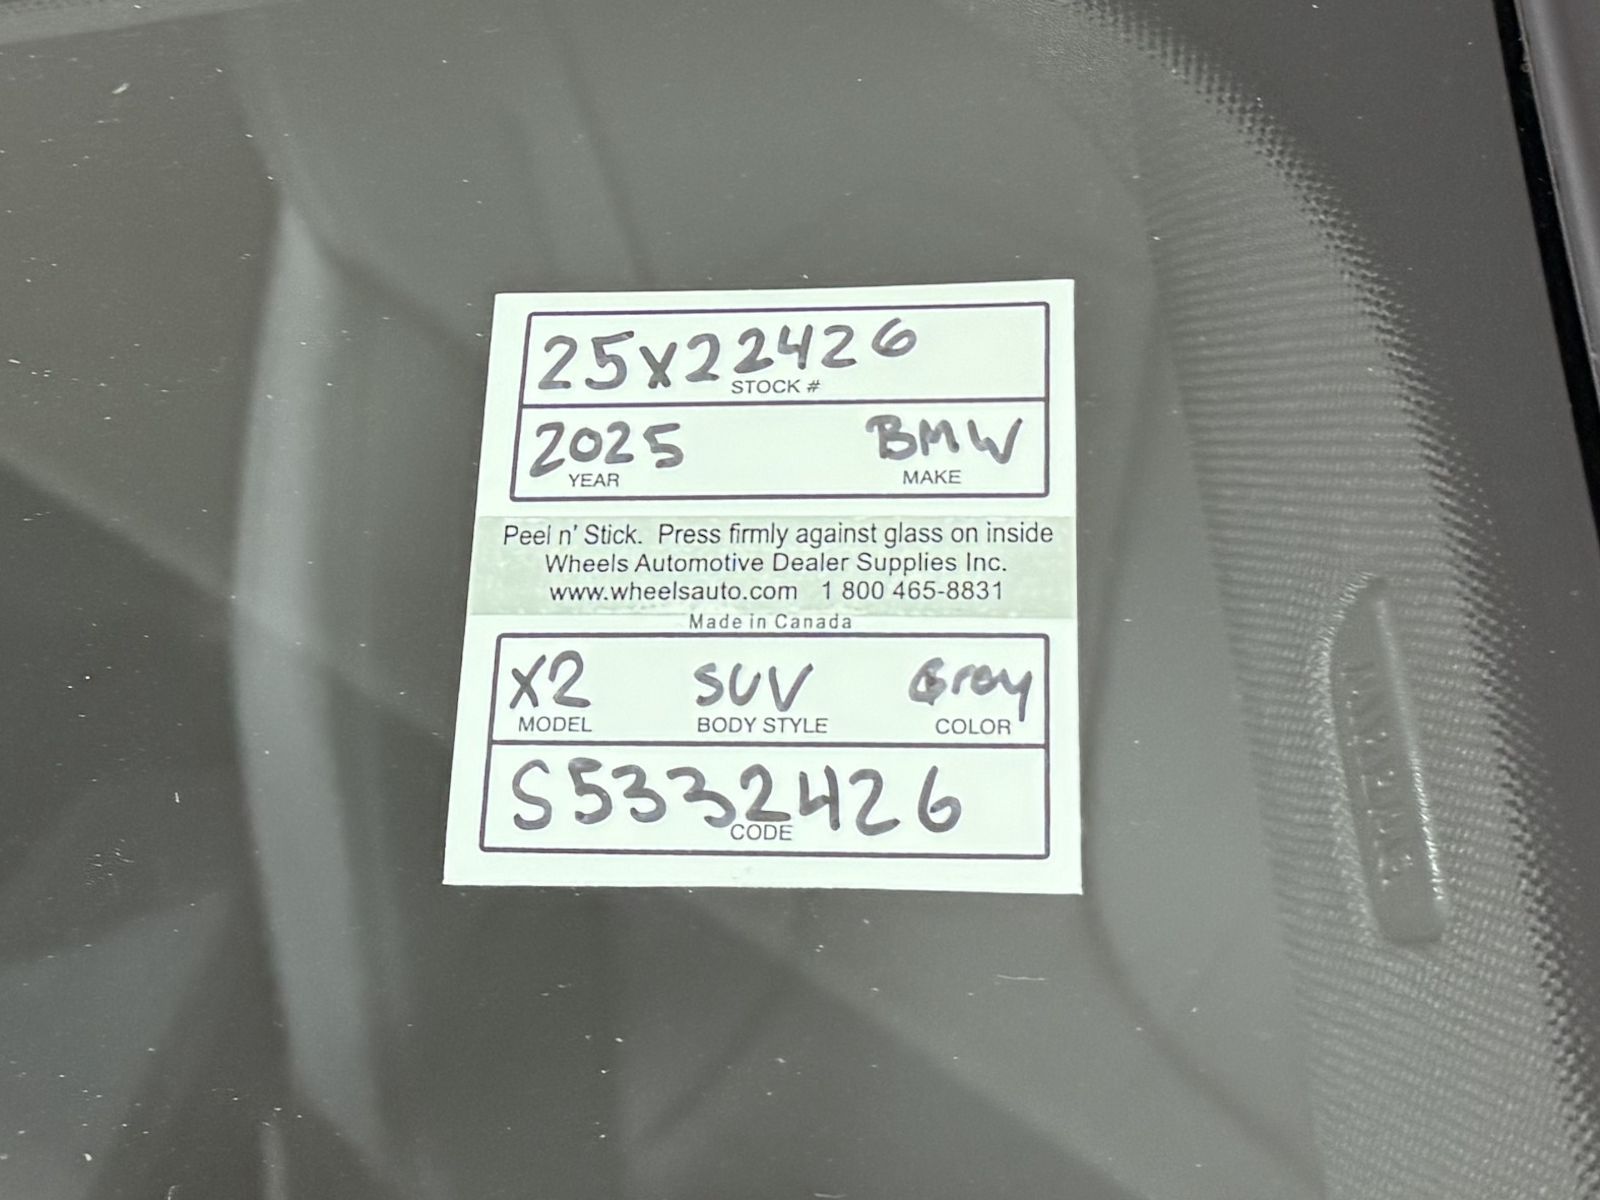 25X22426
STOCK #
2025 BMW
YEAR MAKE
Peel n' Stick. Press firmly against glass on inside
Wheels Automotive Dealer Supplies Inc.
www.wheelsauto.com 1 800 465-8831
Made in Canada
X2 SUV Grey
MODEL BODY STYLE COLOR
S5332426
CODE
AIRBAG